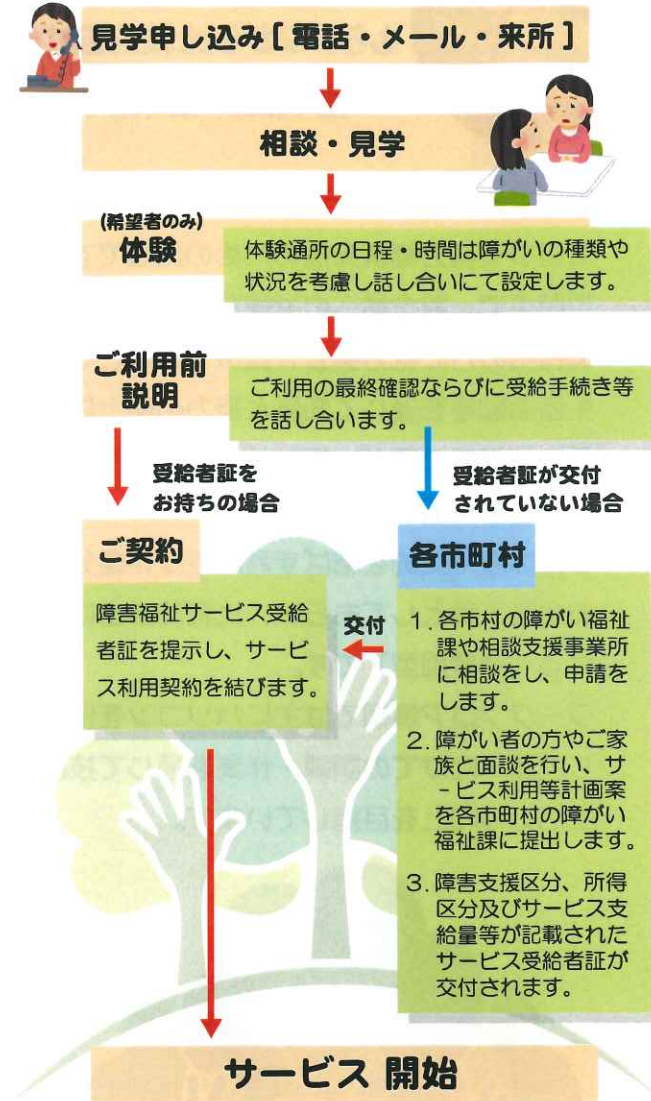 見学申し込み [ 電話・メール・来所 ]
相談・見学
(希望者のみ)
体験
体験通所の日程・時間は障がいの種類や
状況を考慮し話し合いにて設定します。
ご利用前
説明
ご利用の最終確認ならびに受給手続き等
を話し合います。
受給者証を
お持ちの場合
受給者証が交付
されていない場合
ご契約
障害福祉サービス受給
者証を提示し、サービ
ス利用契約を結びます。
交付
各市町村
1. 各市村の障がい福祉
課や相談支援事業所
に相談をし、申請を
します。
2. 障がい者の方やご家
族と面談を行い、サ
-ビス利用等計画案
を各市町村の障がい
福祉課に提出します。
3. 障害支援区分、所得
区分及びサービス支
給量等が記載された
サービス受給者証が
交付されます。
サービス 開始